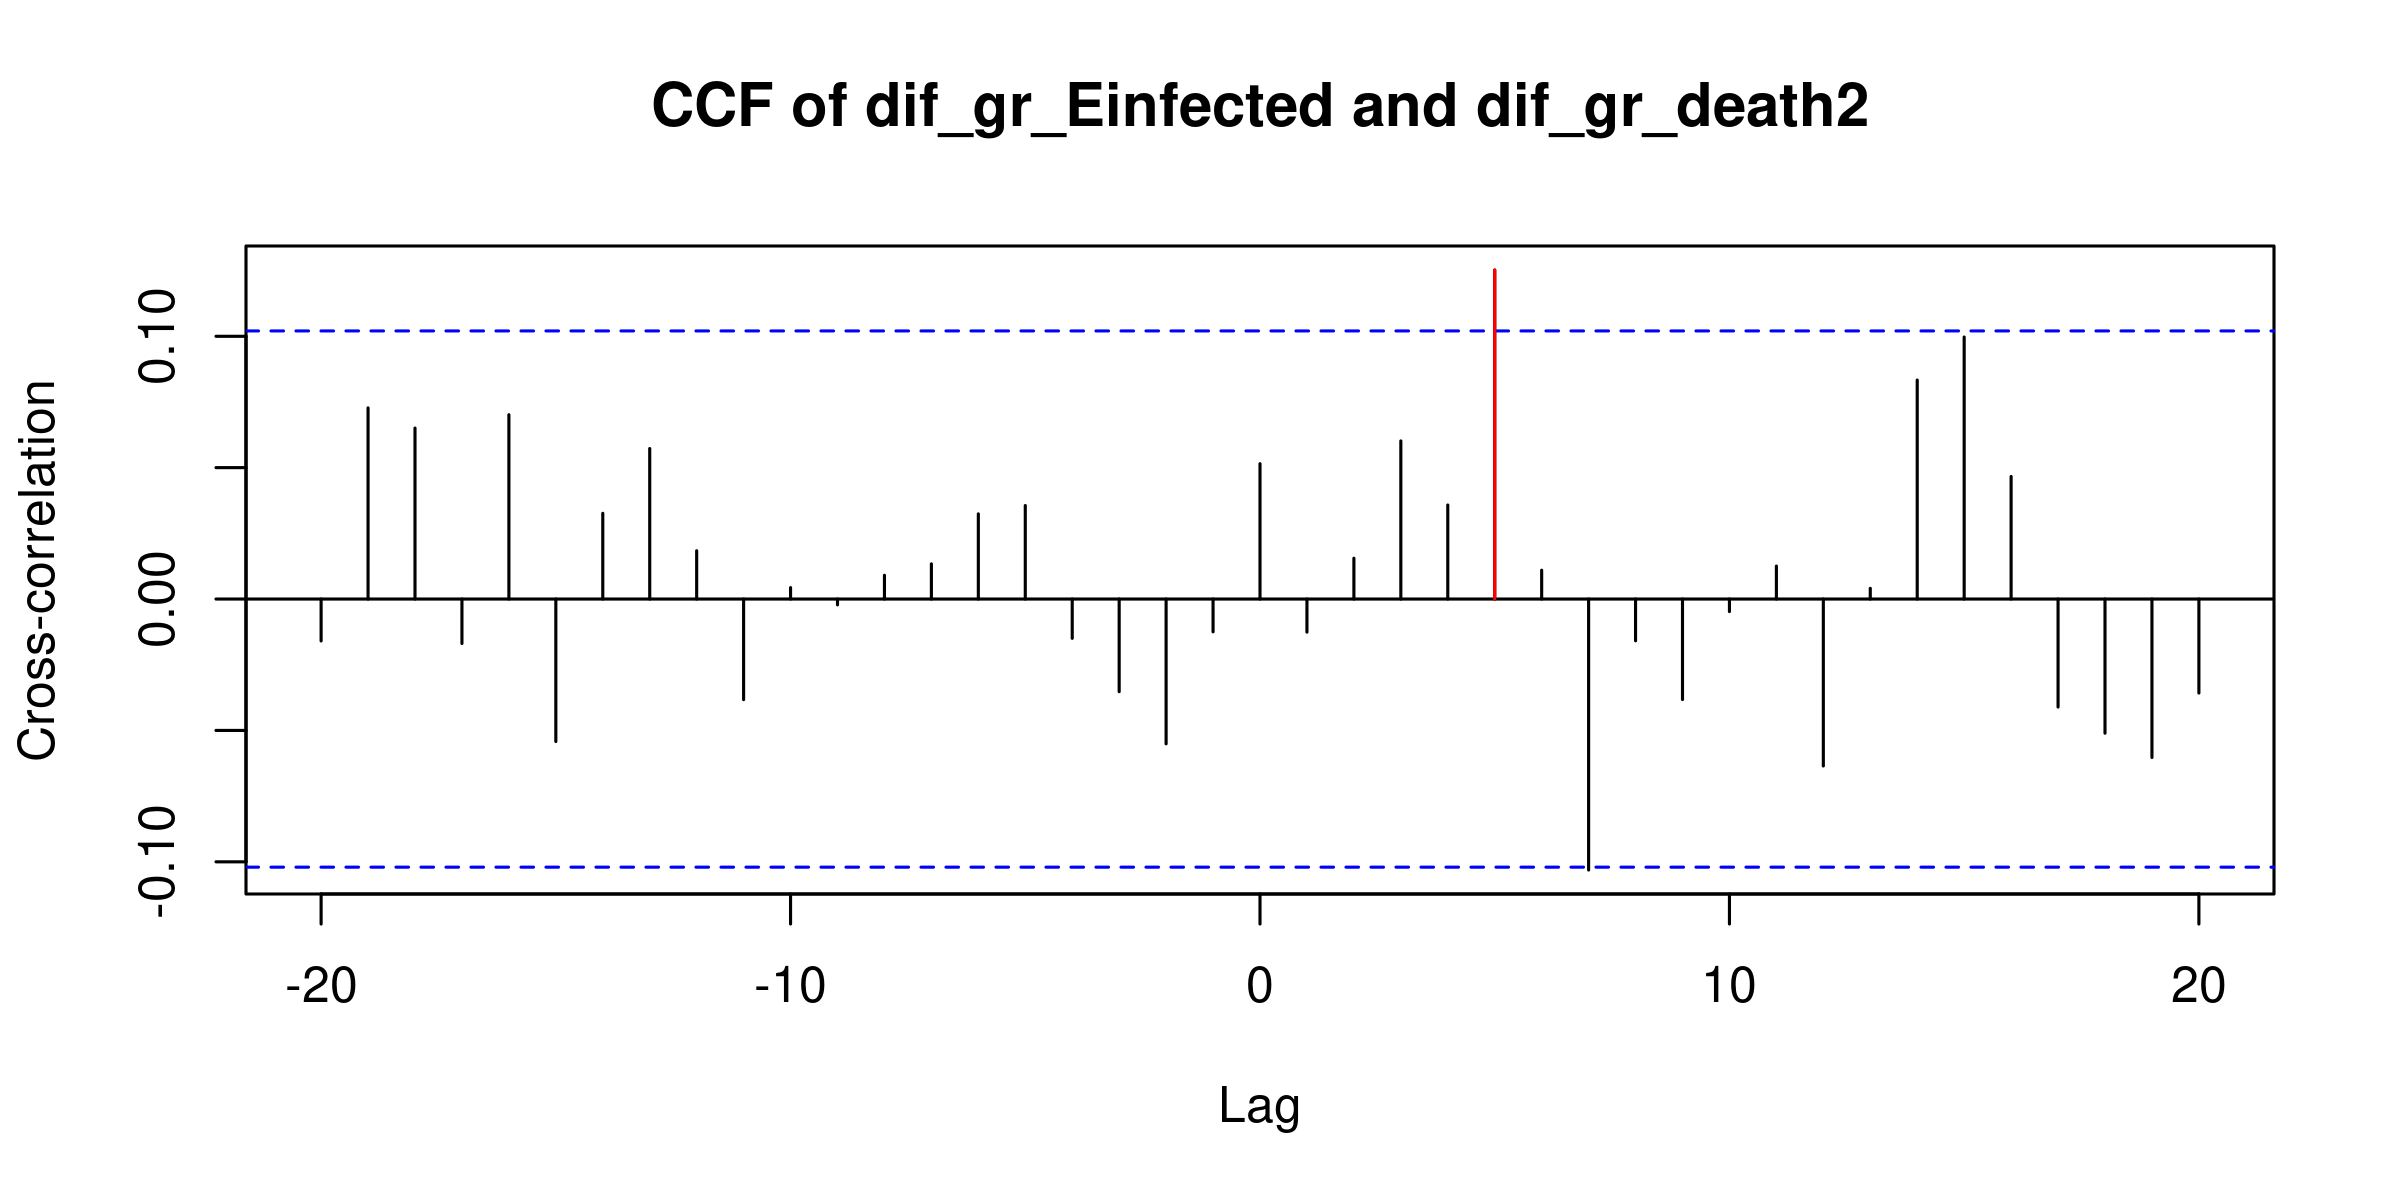 CCF of dif_gr_Einfected and dif_gr_death2
Cross-correlation
0.10
0.00
-0.10
-20 -10 0 10 20
Lag